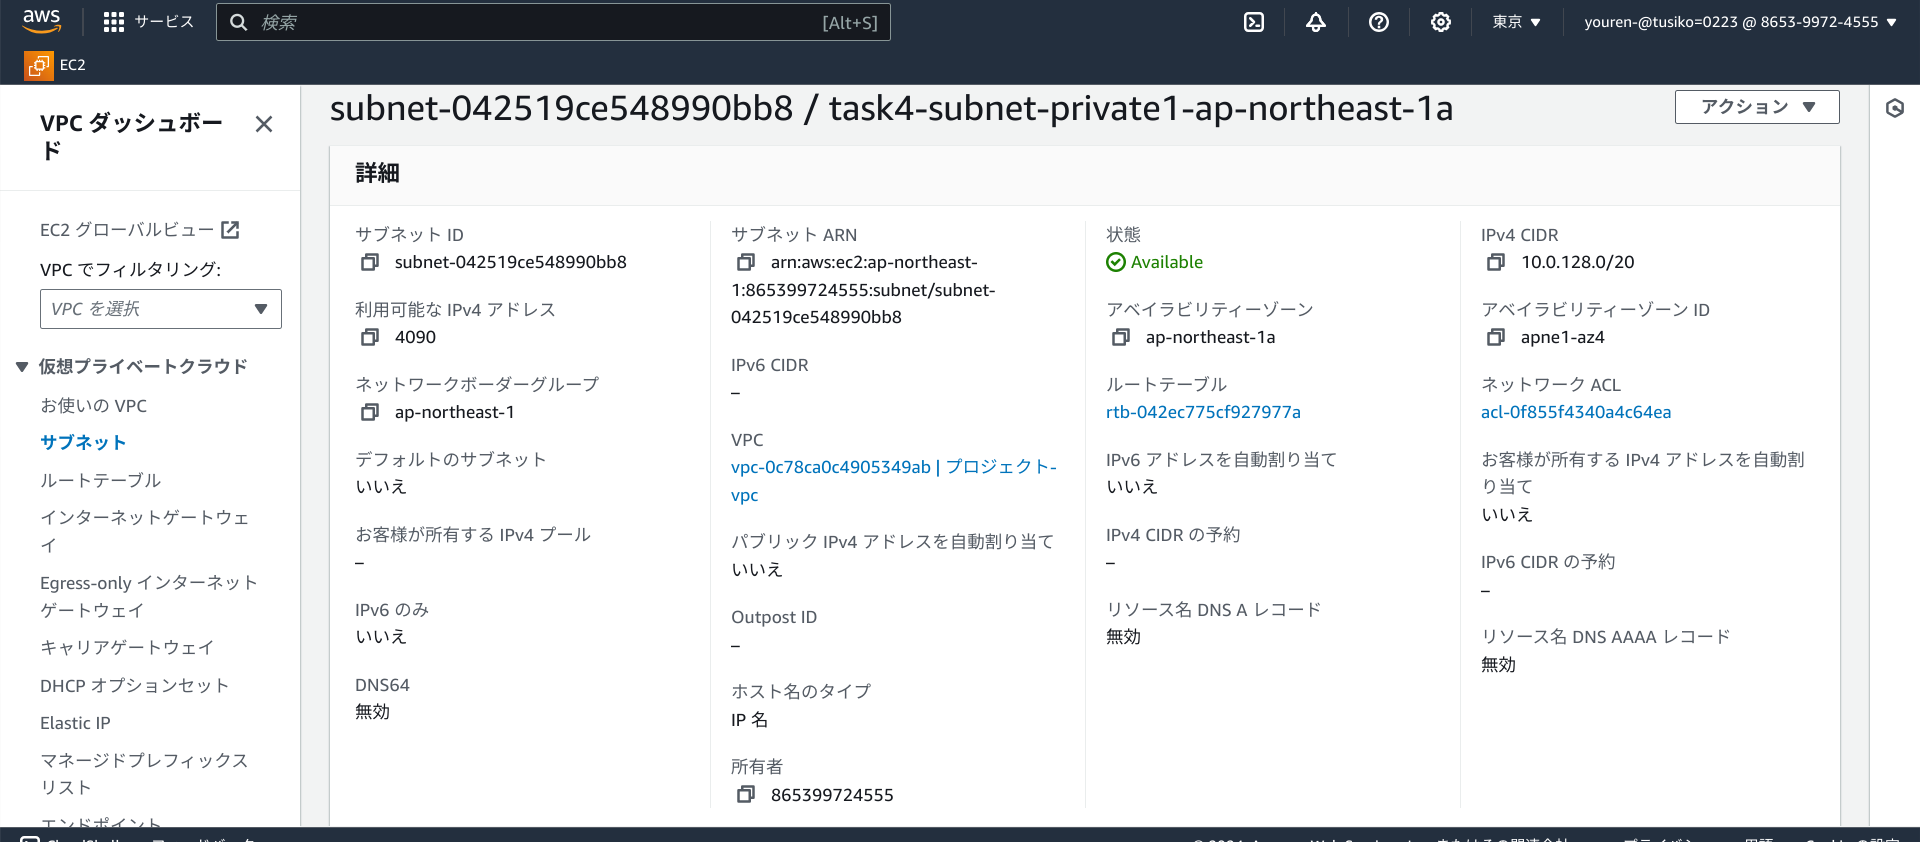 aws
サービス
検索
[Alt+S]
東京
youren-@tusiko=0223 @ 8653-9972-4555
EC2
VPC ダッシュボー
ド
EC2 グローバルビュー
VPC でフィルタリング:
VPC を選択
仮想プライベートクラウド
お使いの VPC
サブネット
ルートテーブル
インターネットゲートウェ
イ
Egress-only インターネット
ゲートウェイ
キャリアゲートウェイ
DHCP オプションセット
Elastic IP
マネージドプレフィックス
リスト
エンドポイント
subnet-042519ce548990bb8 / task4-subnet-private1-ap-northeast-1a
アクション
詳細
サブネット ID
subnet-042519ce548990bb8
利用可能な IPv4 アドレス
4090
ネットワークボーダーグループ
ap-northeast-1
デフォルトのサブネット
いいえ
お客様が所有する IPv4 プール
–
IPv6 のみ
いいえ
DNS64
無効
サブネット ARN
arn:aws:ec2:ap-northeast-
1:865399724555:subnet/subnet-
042519ce548990bb8
IPv6 CIDR
–
VPC
vpc-0c78ca0c4905349ab | プロジェクト-
vpc
パブリック IPv4 アドレスを自動割り当て
いいえ
Outpost ID
–
ホスト名のタイプ
IP 名
所有者
865399724555
状態
Available
アベイラビリティーゾーン
ap-northeast-1a
ルートテーブル
rtb-042ec775cf927977a
IPv6 アドレスを自動割り当て
いいえ
IPv4 CIDR の予約
–
リソース名 DNS A レコード
無効
IPv4 CIDR
10.0.128.0/20
アベイラビリティーゾーン ID
apne1-az4
ネットワーク ACL
acl-0f855f4340a4c64ea
お客様が所有する IPv4 アドレスを自動割
り当て
いいえ
IPv6 CIDR の予約
–
リソース名 DNS AAAA レコード
無効